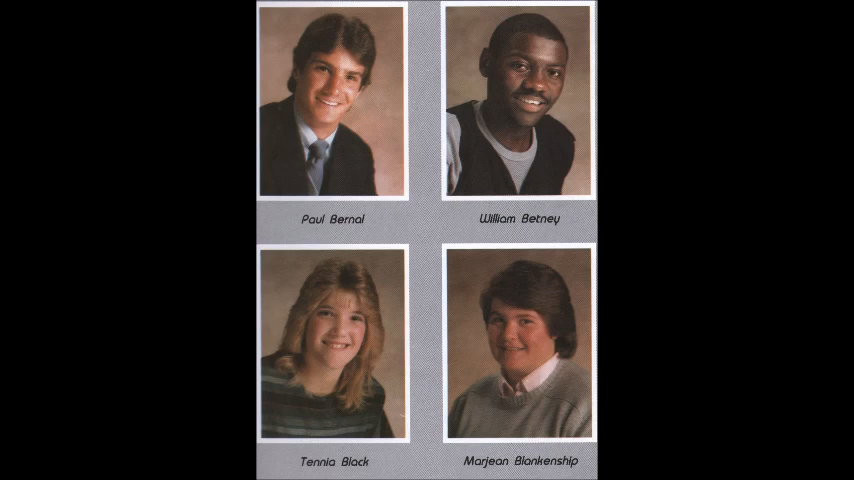 Paul Bernal
William Betney
Tennia Black
Marjean Blankenship